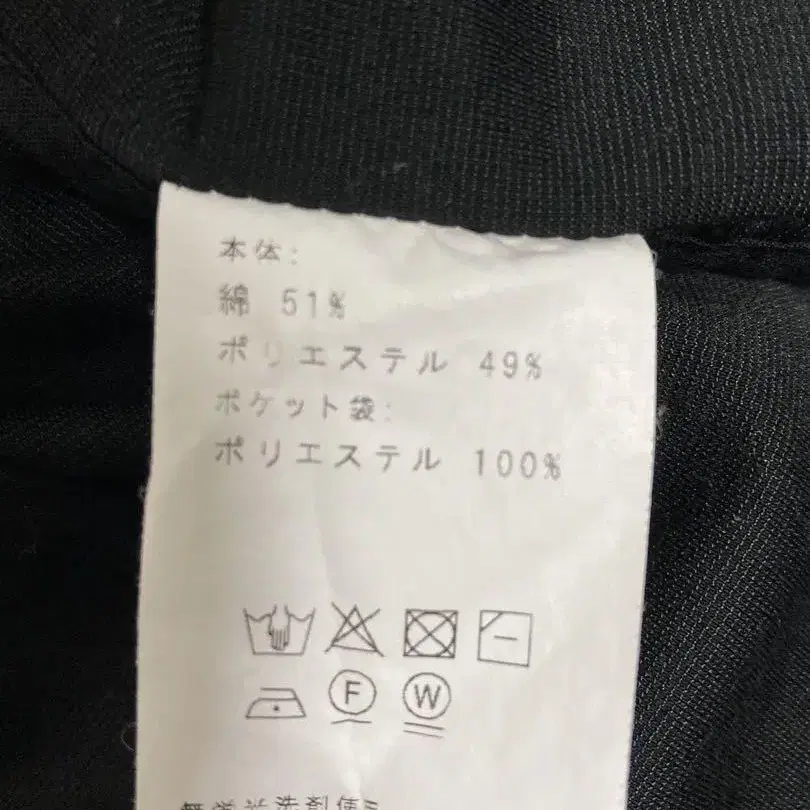 本体:
綿 51%
ポリエステル 49%
ポケット袋:
ポリエステル 100%
F W